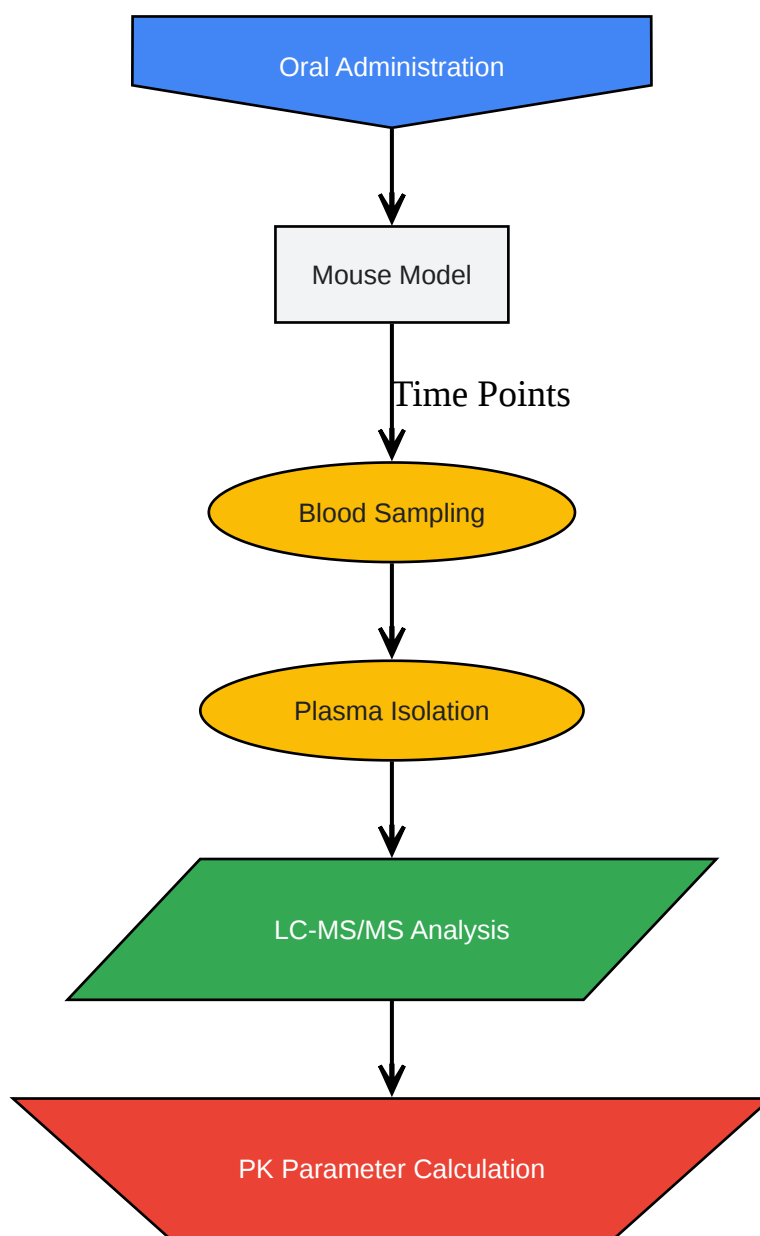 Oral Administration
Mouse Model
Time Points
Blood Sampling
Plasma Isolation
LC-MS/MS Analysis
PK Parameter Calculation